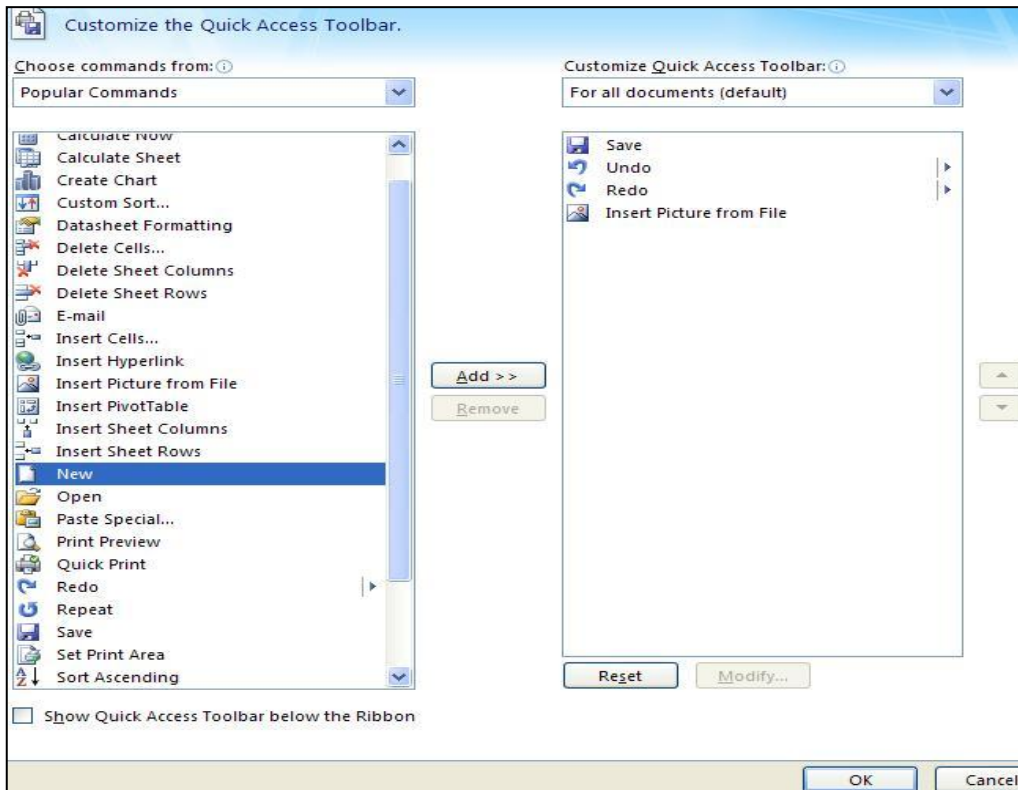 Customize the Quick Access Toolbar.
Choose commands from:
Customize Quick Access Toolbar:
Popular Commands
For all documents (default)
Calculate Now
Calculate Sheet
Create Chart
Custom Sort...
Datasheet Formatting
Delete Cells...
Delete Sheet Columns
Delete Sheet Rows
E-mail
Insert Cells...
Insert Hyperlink
Insert Picture from File
Insert PivotTable
Insert Sheet Columns
Insert Sheet Rows
New
Open
Paste Special...
Print Preview
Quick Print
Redo
Repeat
Save
Set Print Area
Sort Ascending
Add >>
Remove
Save
Undo
Redo
Insert Picture from File
Reset
Modify...
Show Quick Access Toolbar below the Ribbon
OK
Cancel